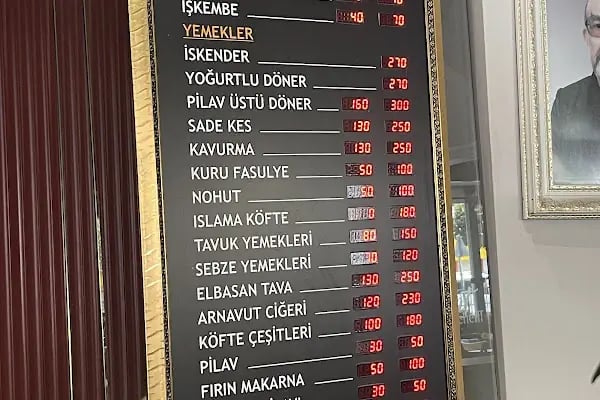 İŞKEMBE 40 70
YEMEKLER
İSKENDER 270
YOĞURTLU DÖNER 270
PİLAV ÜSTÜ DÖNER 160 300
SADE KES 130 250
KAVURMA 130 250
KURU FASULYE 50 100
NOHUT 50 100
ISLAMA KÖFTE 180
TAVUK YEMEKLERİ 80 150
SEBZE YEMEKLERİ 120
ELBASAN TAVA 130 250
ARNAVUT CİĞERİ 120 230
KÖFTE ÇEŞİTLERİ 100 180
PİLAV 30 50
FIRIN MAKARNA 50 100
30 50